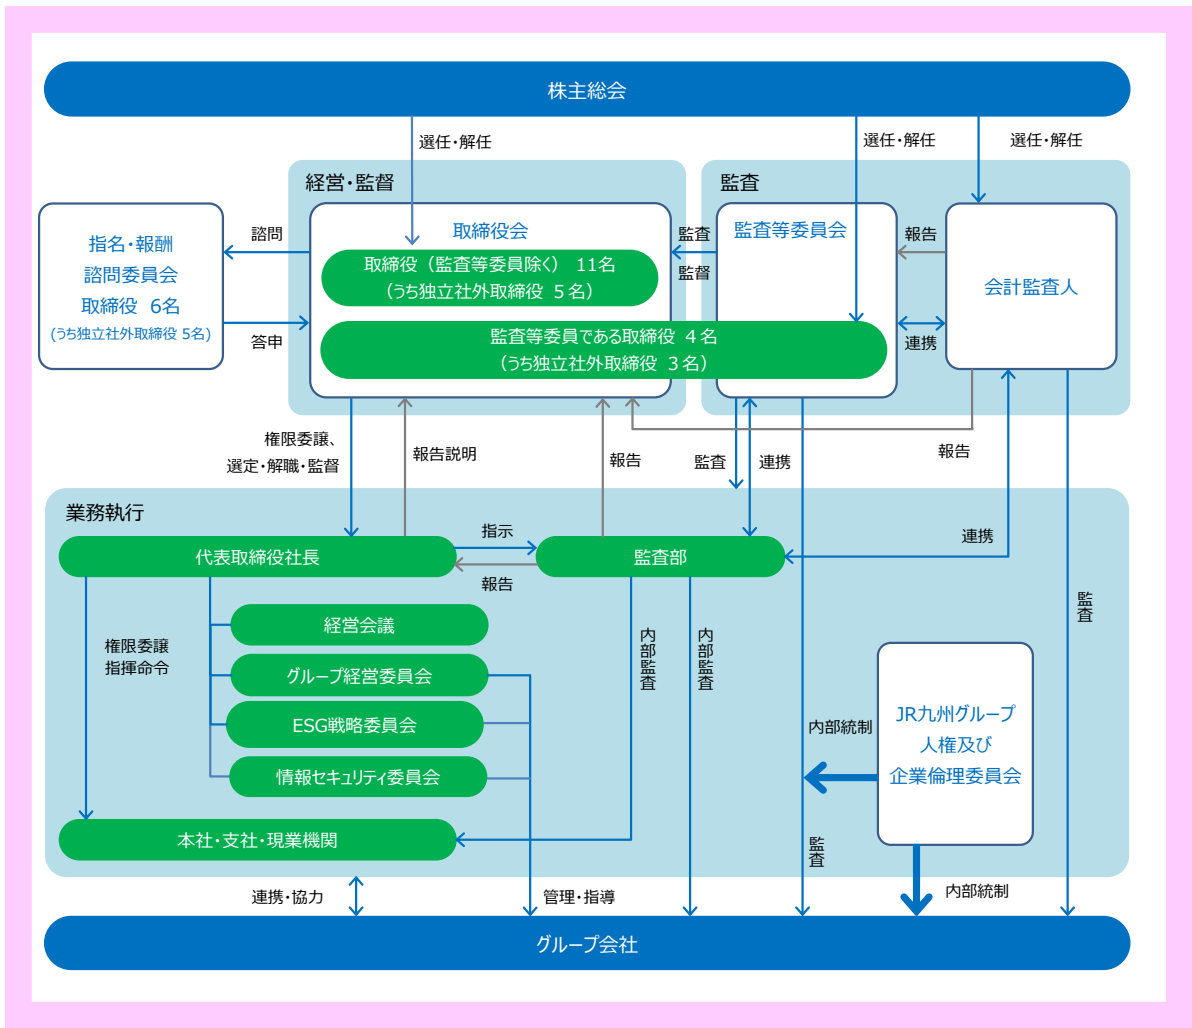 株主総会
選任・解任
選任・解任
選任・解任
経営・監督
監査
指名・報酬
諮問委員会
取締役 6名
(うち独立社外取締役 5名)
諮問
答申
取締役会
取締役（監査等委員除く） 11名
（うち独立社外取締役 5名）
監査等委員である取締役 4名
（うち独立社外取締役 3名）
監査
監督
監査等委員会
報告
連携
会計監査人
権限委譲、
選定・解職・監督
報告説明
報告
監査
連携
報告
業務執行
代表取締役社長
指示
報告
監査部
連携
経営会議
グループ経営委員会
ESG戦略委員会
情報セキュリティ委員会
権限委譲
指揮命令
内部監査
内部監査
監査
JR九州グループ
人権及び
企業倫理委員会
内部統制
本社・支社・現業機関
監査
連携・協力
管理・指導
内部統制
グループ会社